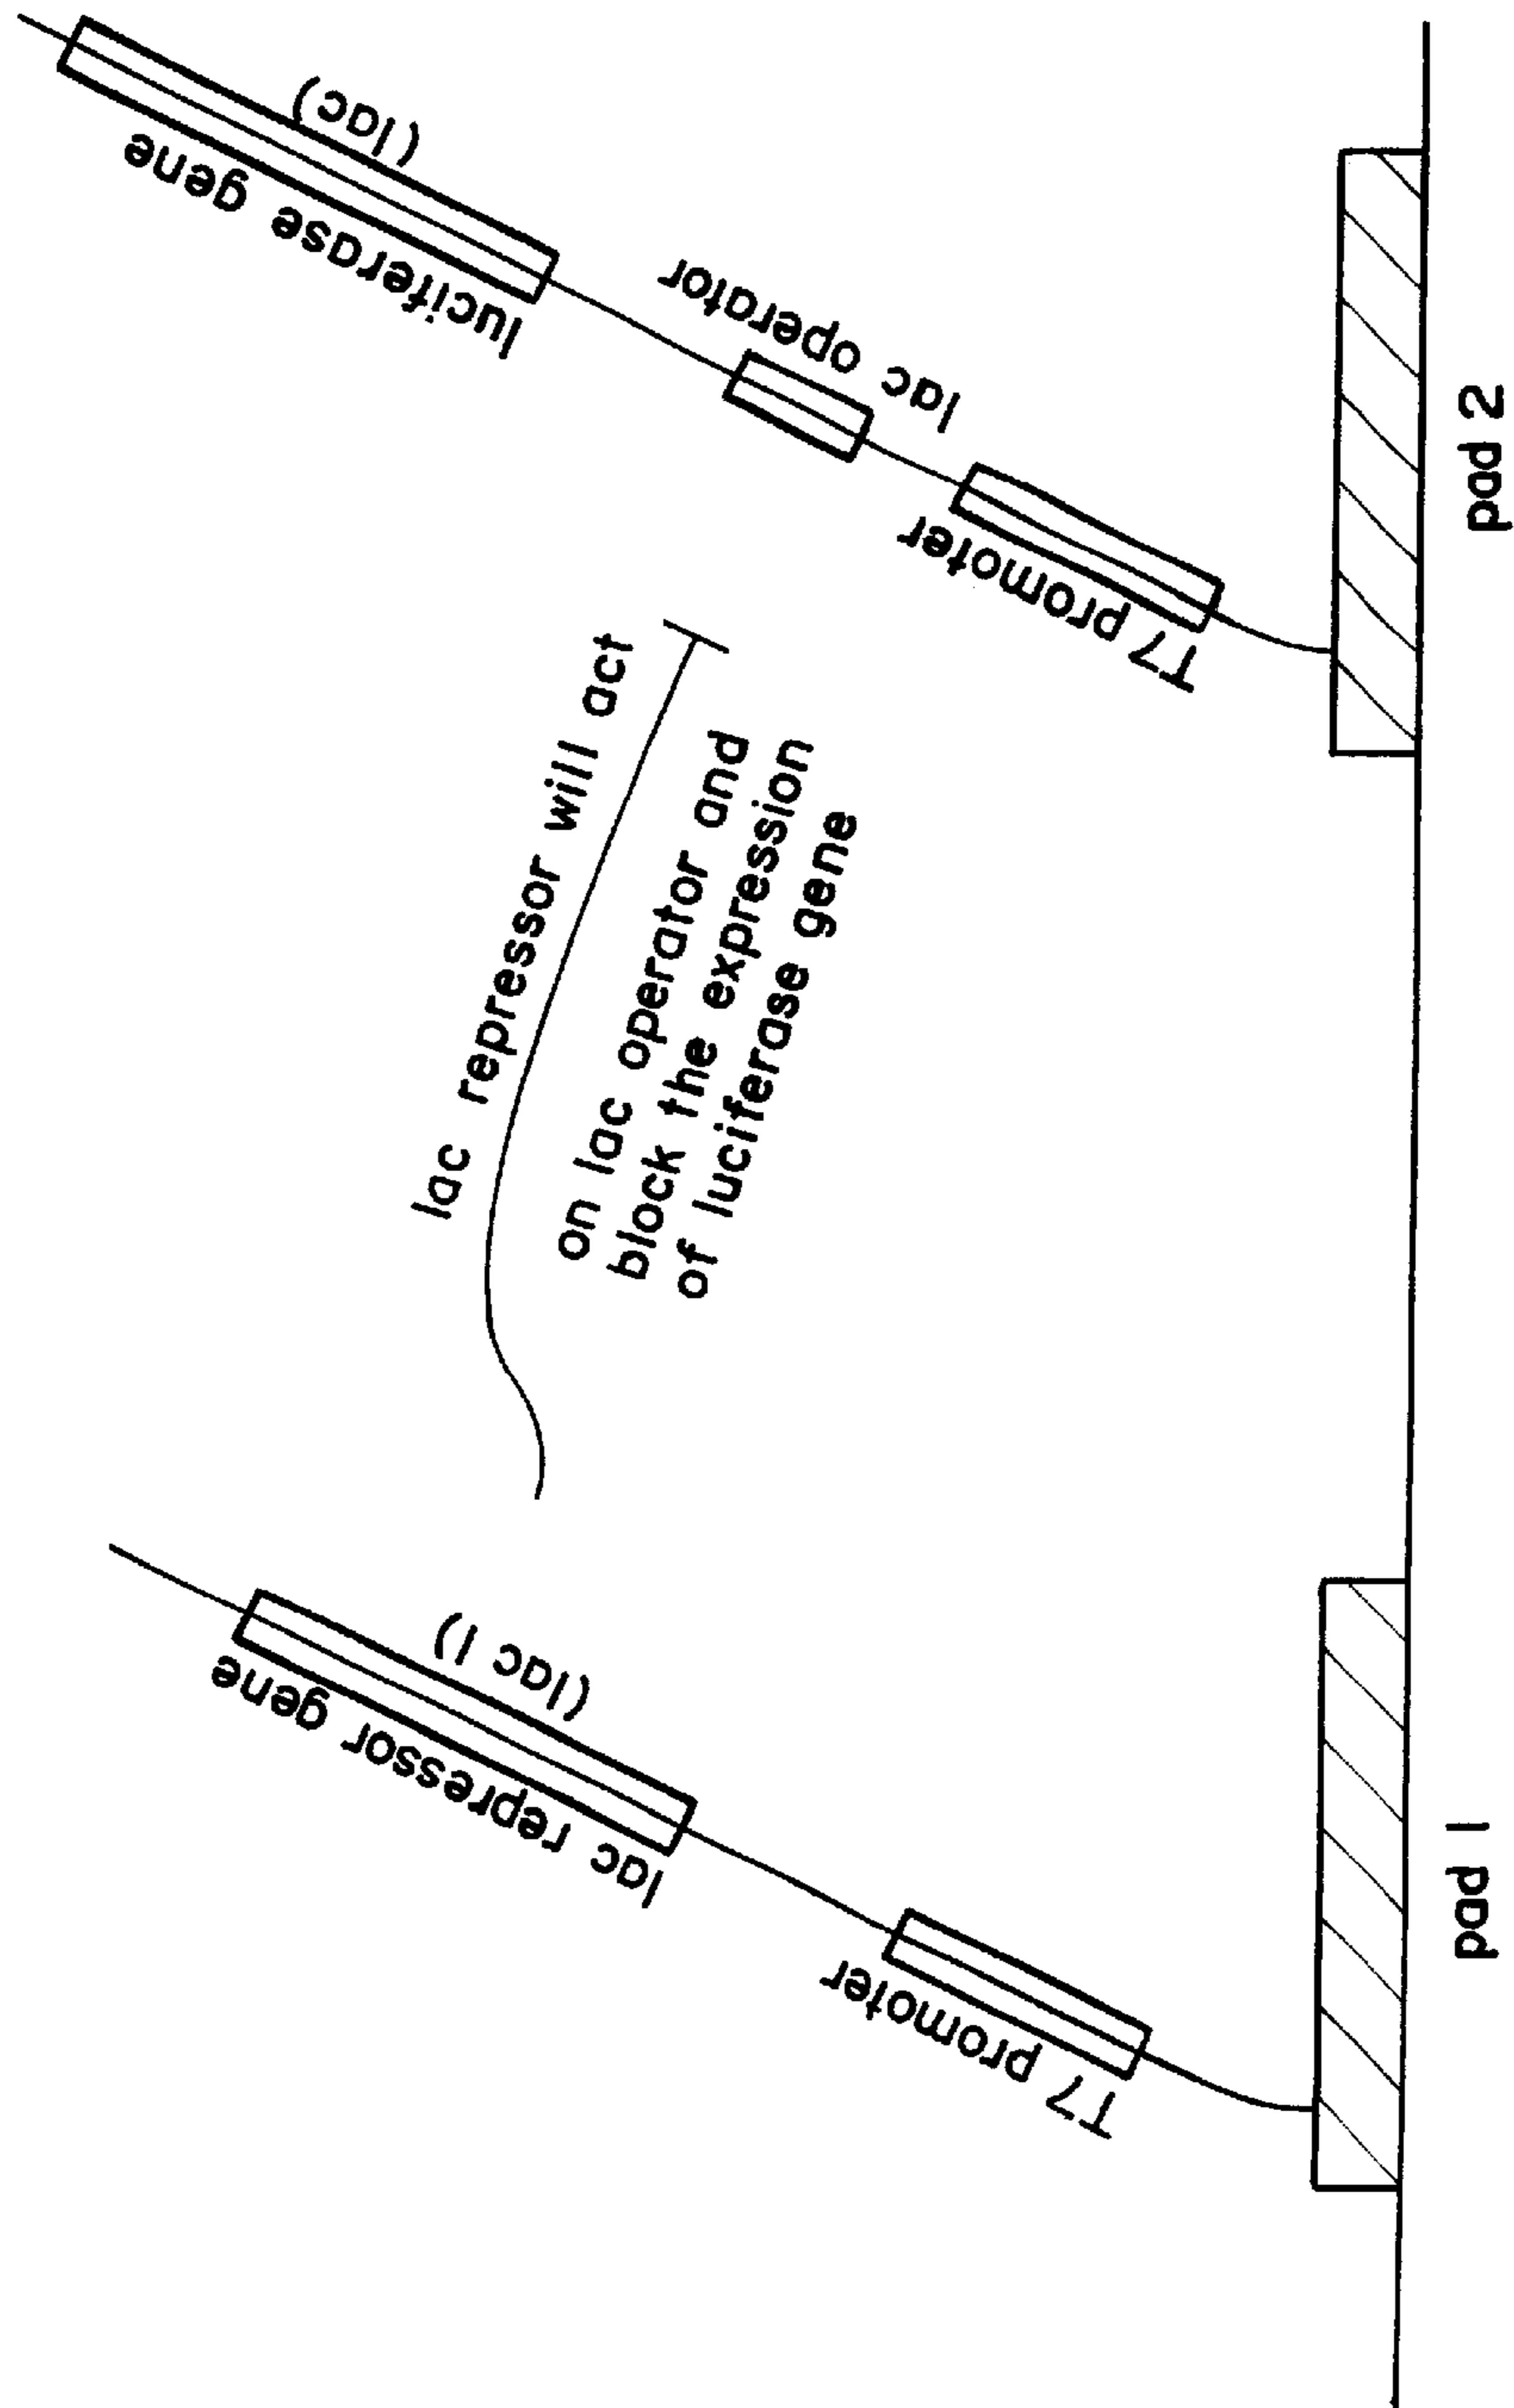 T7 promoter
lac repressor gene
(lac I)
lac repressor will act
on lac operator and
block the expression
of luciferase gene
T7 promoter
lac operator
luciferase gene
(lac)
pad 1
pad 2